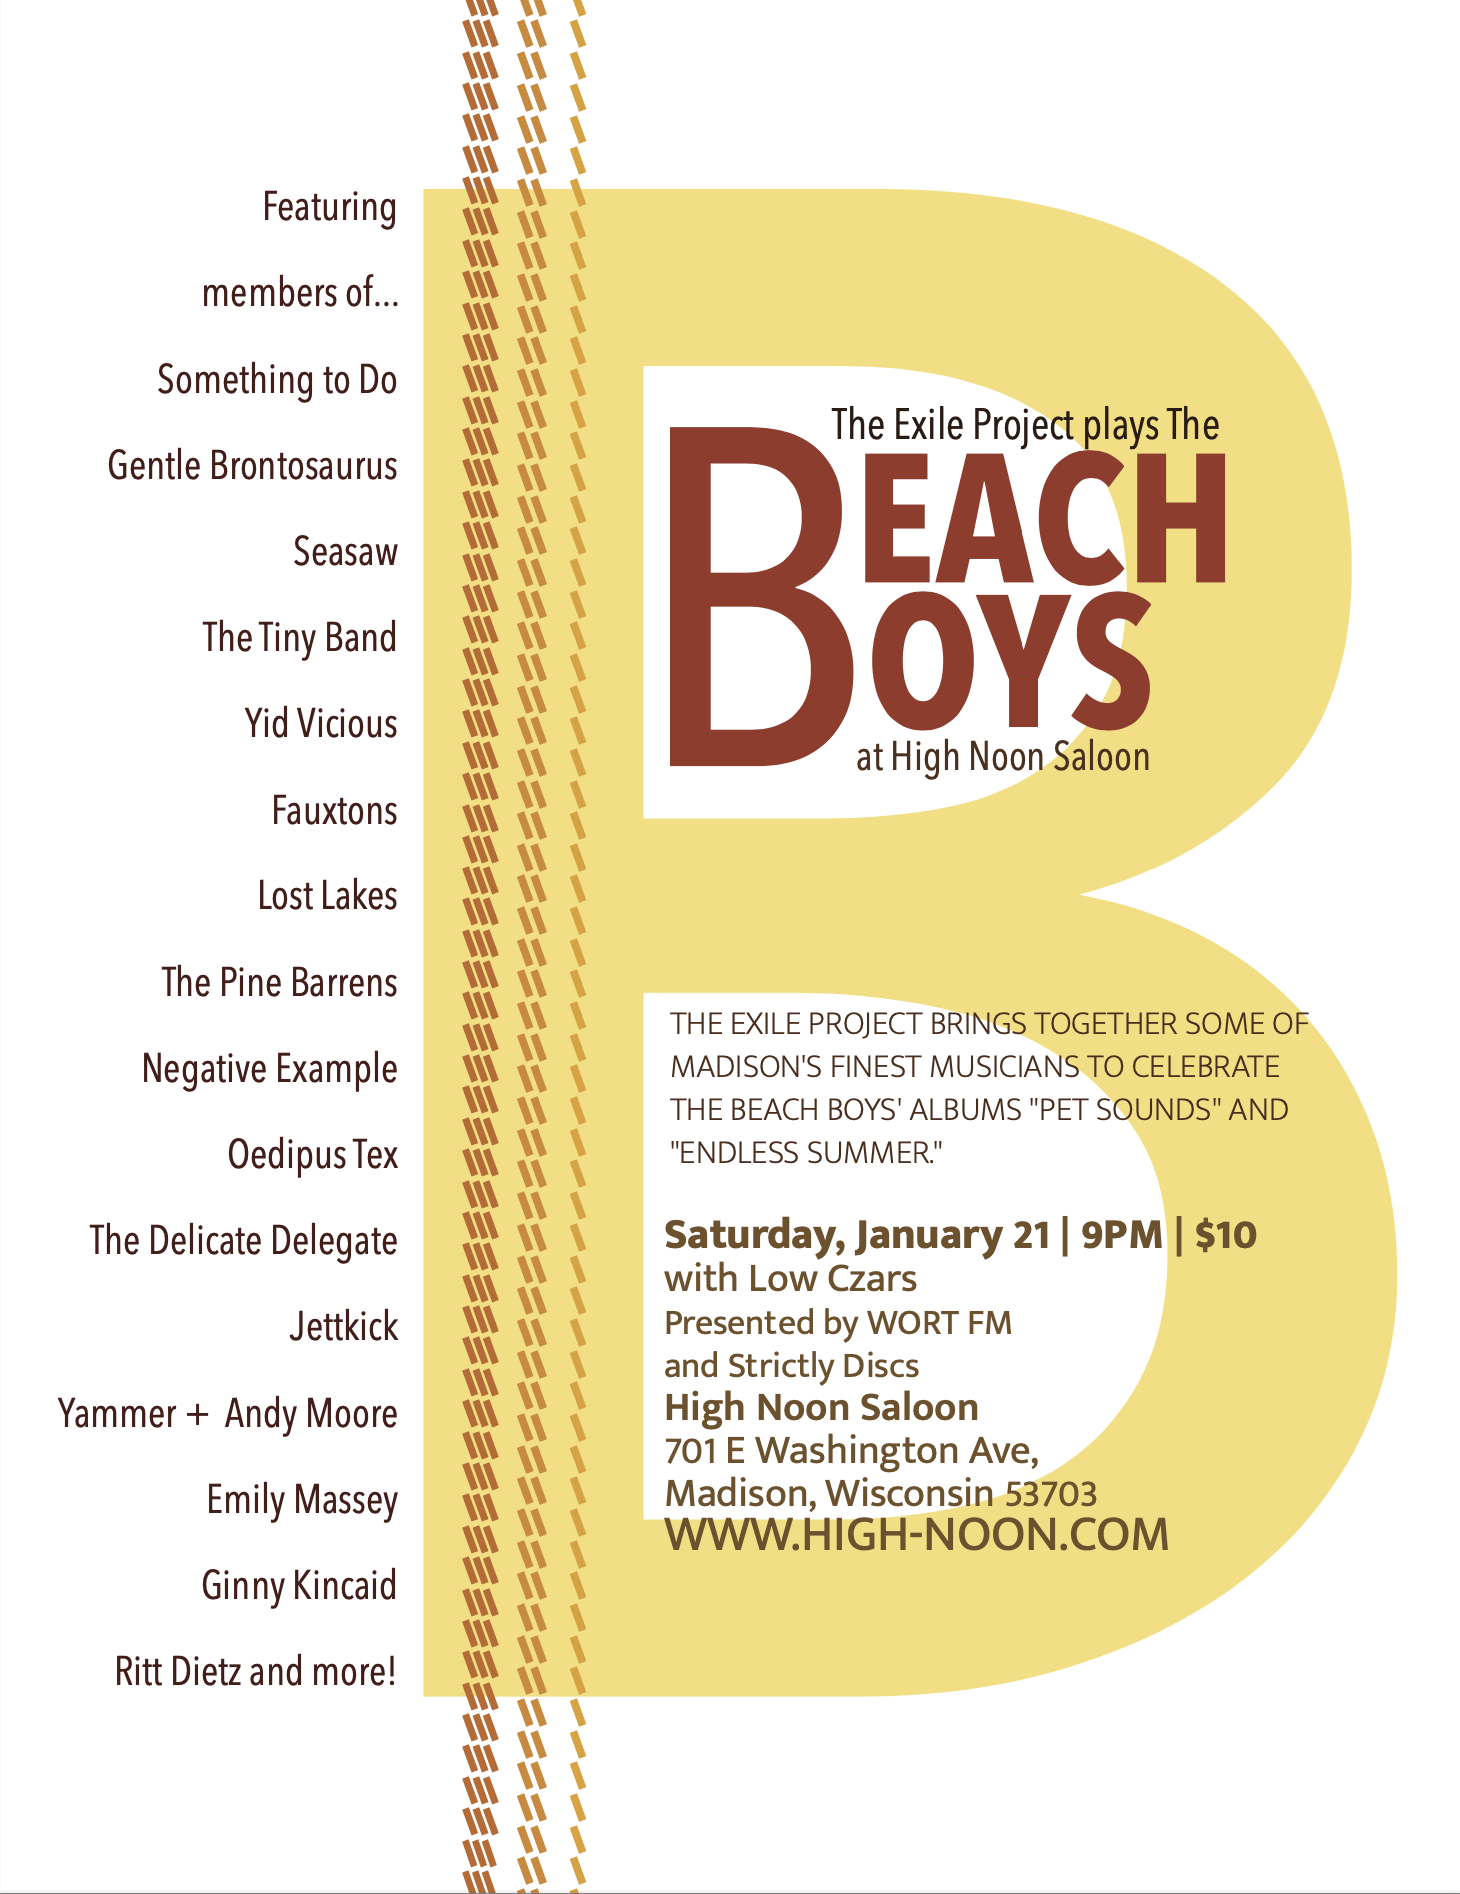 Featuring
members of...
Something to Do
Gentle Brontosaurus
Seasaw
The Tiny Band
Yid Vicious
Fauxtons
Lost Lakes
The Pine Barrens
Negative Example
Oedipus Tex
The Delicate Delegate
Jettkick
Yammer + Andy Moore
Emily Massey
Ginny Kincaid
Ritt Dietz and more!
The Exile Project plays The
BEACH
BOYS
at High Noon Saloon
THE EXILE PROJECT BRINGS TOGETHER SOME OF
MADISON'S FINEST MUSICIANS TO CELEBRATE
THE BEACH BOYS' ALBUMS "PET SOUNDS" AND
"ENDLESS SUMMER."
Saturday, January 21 | 9PM | $10
with Low Czars
Presented by WORT FM
and Strictly Discs
High Noon Saloon
701 E Washington Ave,
Madison, Wisconsin 53703
WWW.HIGH-NOON.COM